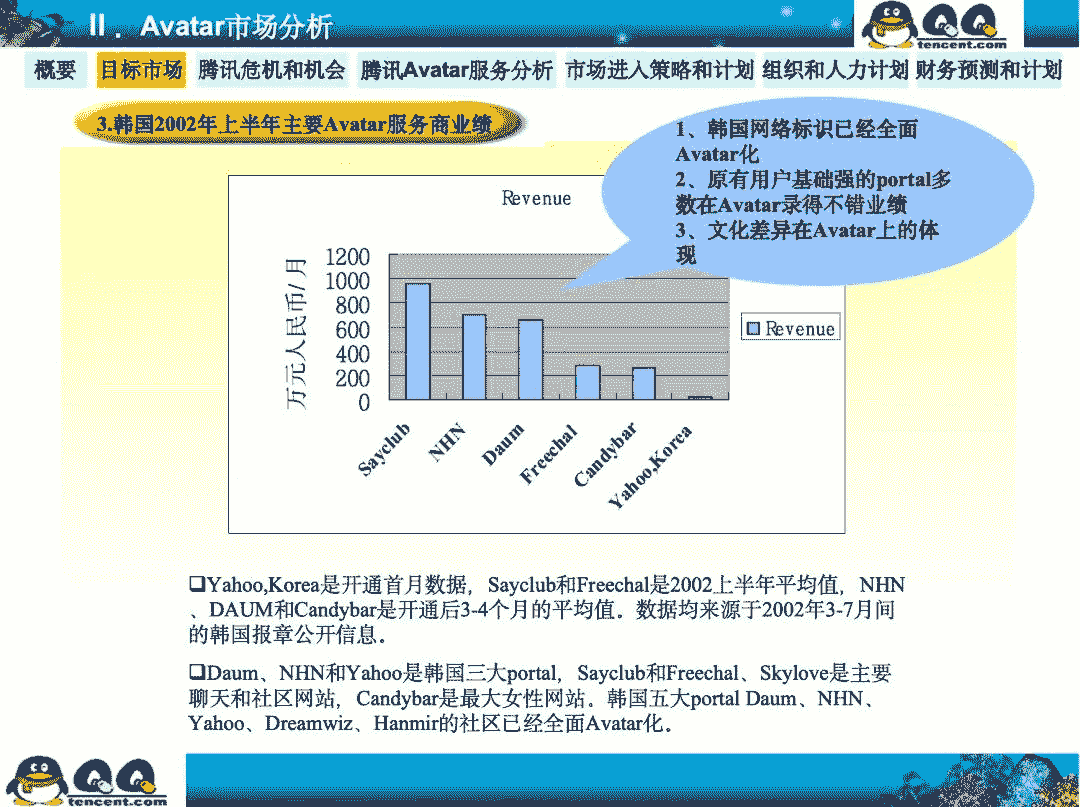 II ．Avatar市场分析
QQ
tencent.com
概要 目标市场 腾讯危机和机会 腾讯Avatar服务分析 市场进入策略和计划 组织和人力计划 财务预测和计划
3.韩国2002年上半年主要Avatar服务商业绩
1、韩国网络标识已经全面
Avatar化
2、原有用户基础强的portal多
数在Avatar录得不错业绩
3、文化差异在Avatar上的体
现
Revenue
万元人民币/月
1200
1000
800
600
400
200
0
Sayclub
NHN
Daum
Freechal
Candybar
Yahoo,Korea
Revenue
❑Yahoo,Korea是开通首月数据，Sayclub和Freechal是2002上半年平均值，NHN
、DAUM和Candybar是开通后3-4个月的平均值。数据均来源于2002年3-7月间
的韩国报章公开信息。
❑Daum、NHN和Yahoo是韩国三大portal，Sayclub和Freechal、Skylove是主要
聊天和社区网站，Candybar是最大女性网站。韩国五大portal Daum、NHN、
Yahoo、Dreamwiz、Hanmir的社区已经全面Avatar化。
QQ
tencent.com